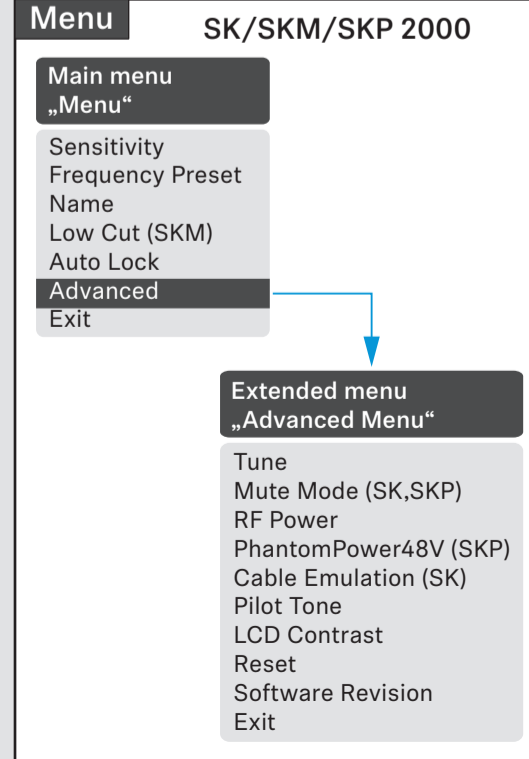 Menu
SK/SKM/SKP 2000
Main menu
„Menu“
Sensitivity
Frequency Preset
Name
Low Cut (SKM)
Auto Lock
Advanced
Exit
Extended menu
„Advanced Menu“
Tune
Mute Mode (SK,SKP)
RF Power
PhantomPower48V (SKP)
Cable Emulation (SK)
Pilot Tone
LCD Contrast
Reset
Software Revision
Exit